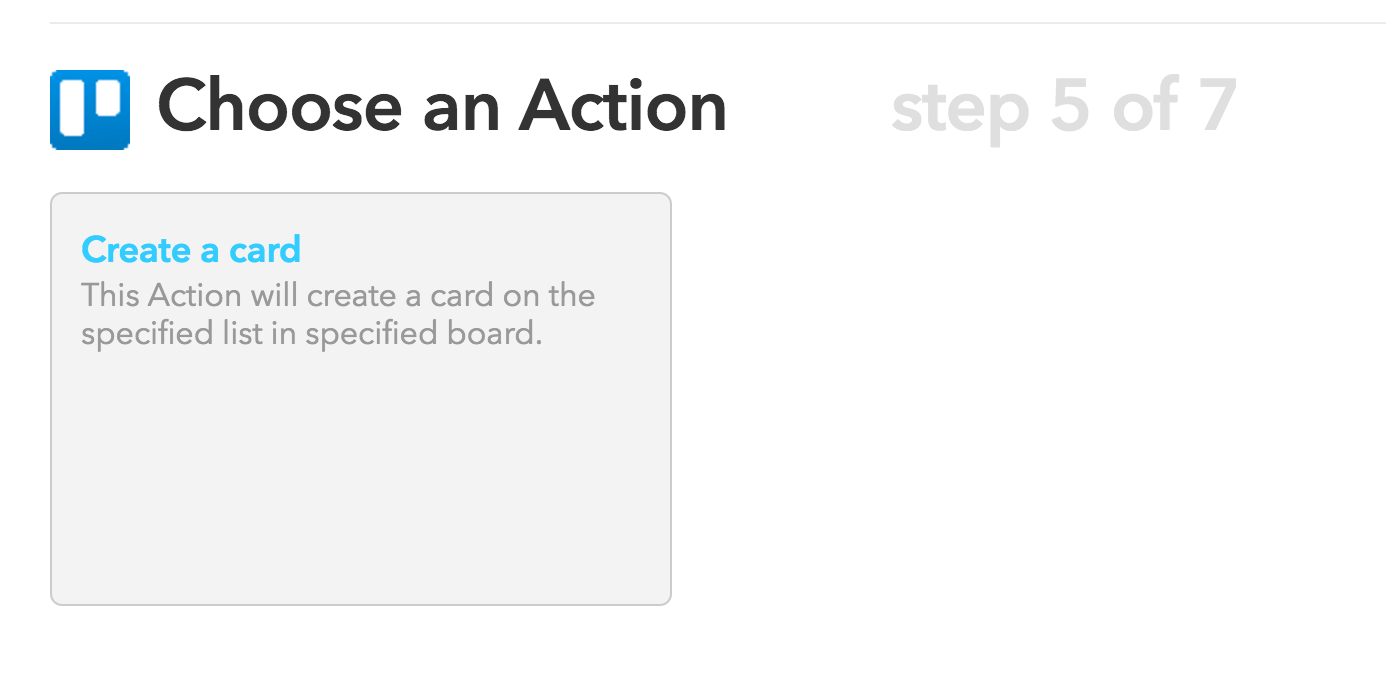 Choose an Action step 5 of 7
Create a card
This Action will create a card on the
specified list in specified board.